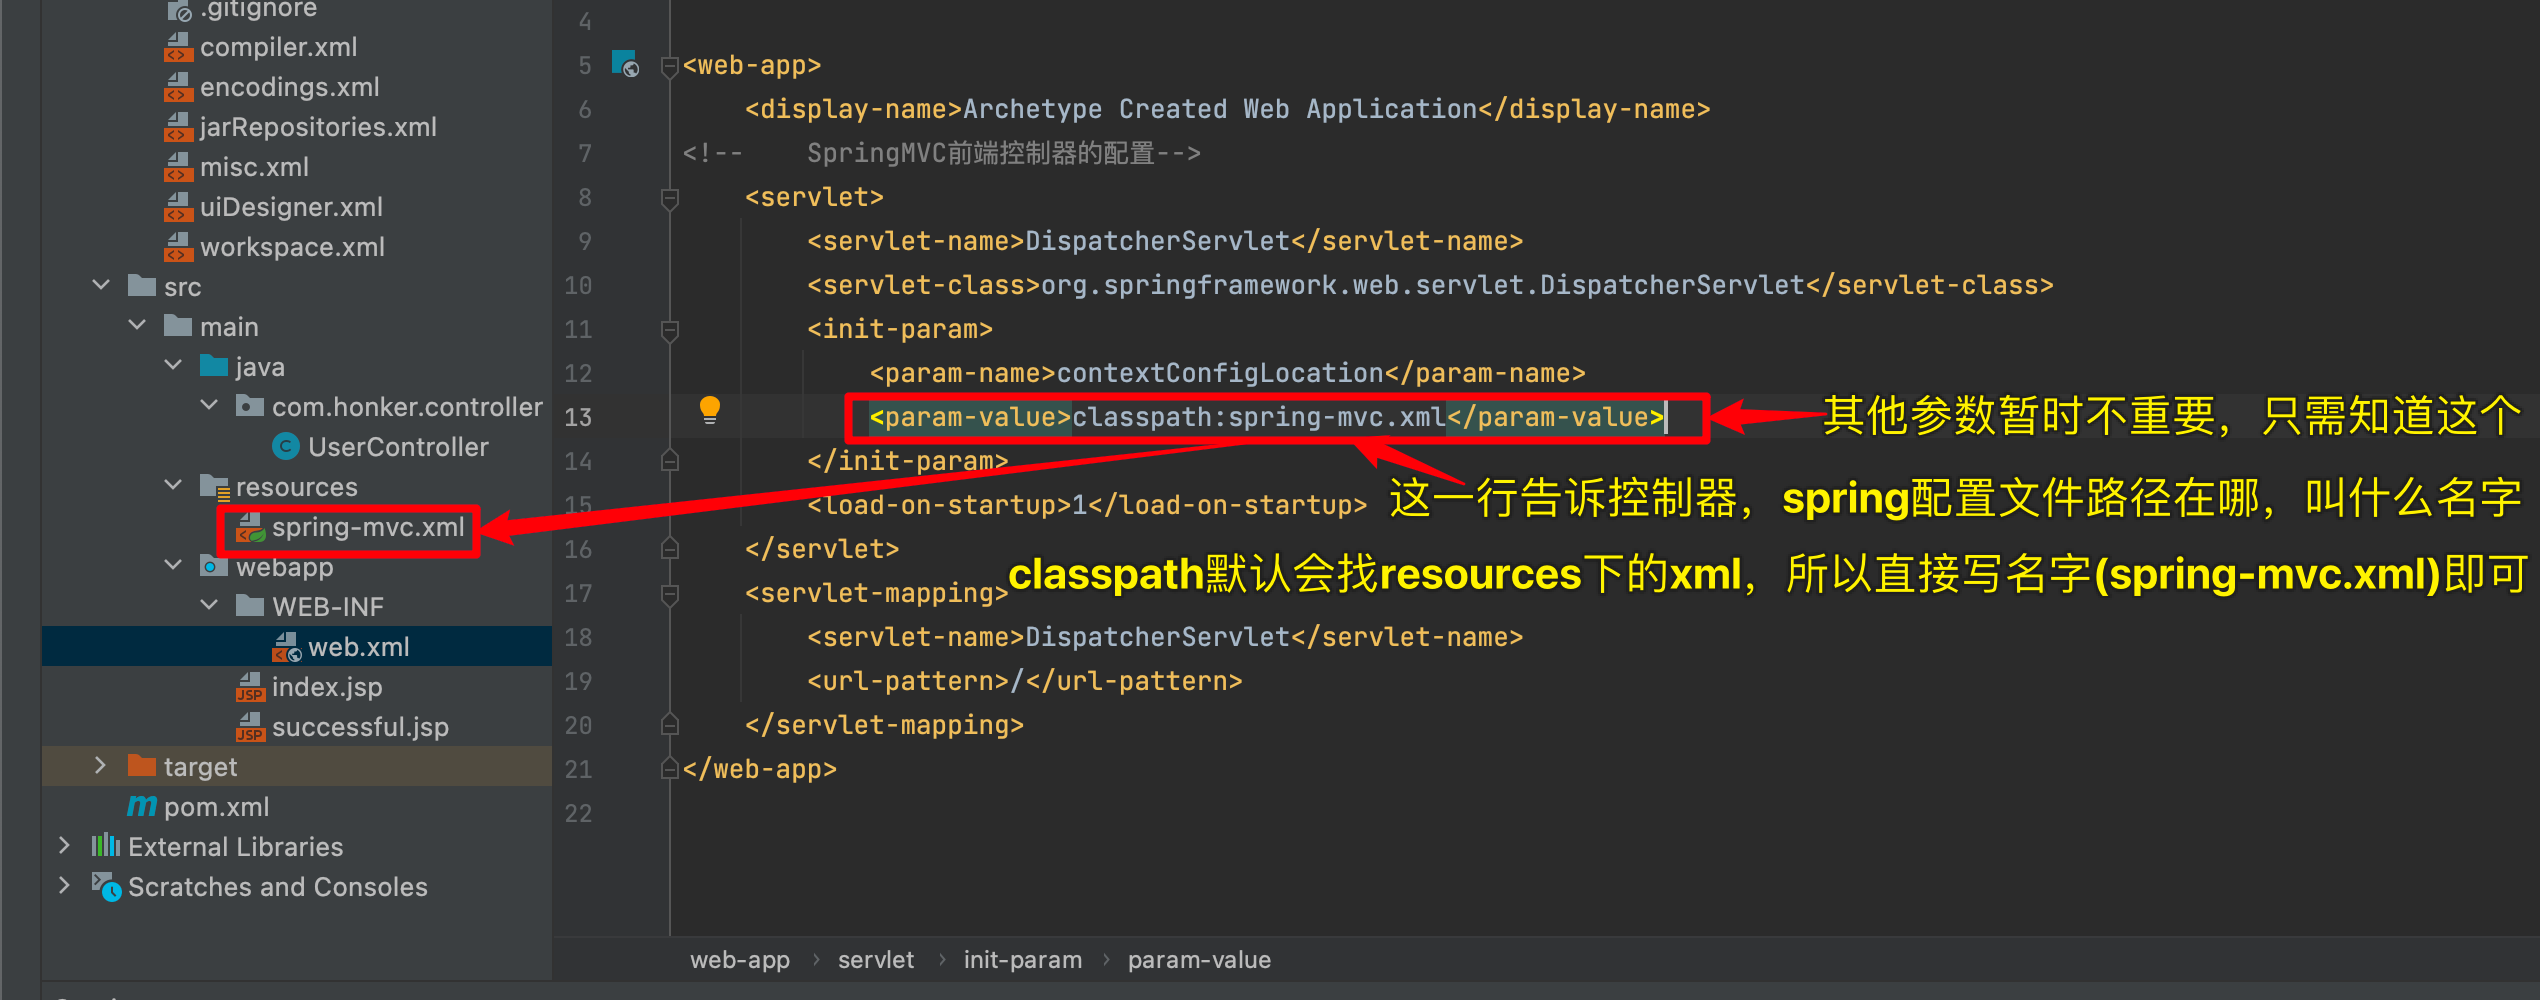 .gitignore
compiler.xml
encodings.xml
jarRepositories.xml
misc.xml
uiDesigner.xml
workspace.xml
src
main
java
com.honker.controller
UserController
resources
spring-mvc.xml
webapp
WEB-INF
web.xml
index.jsp
successful.jsp
target
pom.xml
External Libraries
Scratches and Consoles
4
5 <web-app>
6 <display-name>Archetype Created Web Application</display-name>
7 <!-- SpringMVC前端控制器的配置-->
8 <servlet>
9 <servlet-name>DispatcherServlet</servlet-name>
10 <servlet-class>org.springframework.web.servlet.DispatcherServlet</servlet-class>
11 <init-param>
12 <param-name>contextConfigLocation</param-name>
13 <param-value>classpath:spring-mvc.xml</param-value>
其他参数暂时不重要，只需知道这个
14 </init-param>
15 <load-on-startup>1</load-on-startup>
这一行告诉控制器，spring配置文件路径在哪，叫什么名字
16 </servlet>
classpath默认会找resources下的xml，所以直接写名字(spring-mvc.xml)即可
17 <servlet-mapping>
18 <servlet-name>DispatcherServlet</servlet-name>
19 <url-pattern>/</url-pattern>
20 </servlet-mapping>
21 </web-app>
22
web-app › servlet › init-param › param-value